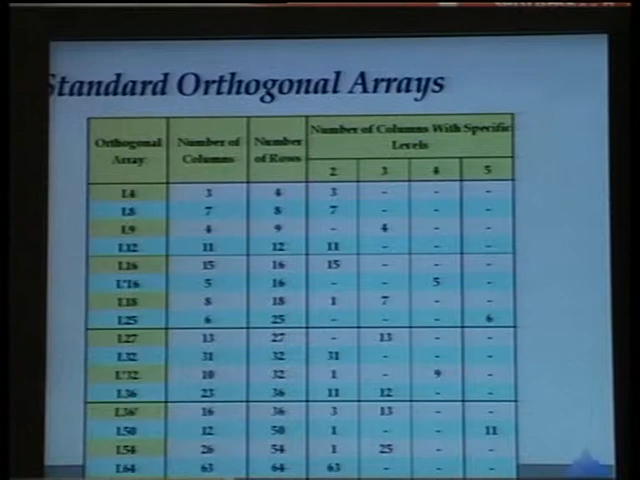 Standard Orthogonal Arrays
Orthogonal Array Number of Columns Number of Rows Number of Columns With Specific Levels
2 3 4 5
L4 3 4 3 - - -
L8 7 8 7 - - -
L9 4 9 - 4 - -
L12 11 12 11 - - -
L16 15 16 15 - - -
L'16 5 16 - - 5 -
L18 8 18 1 7 - -
L25 6 25 - - - 6
L27 13 27 - 13 - -
L32 31 32 31 - - -
L'32 10 32 1 - 9 -
L36 23 36 11 12 - -
L36' 16 36 3 13 - -
L50 12 50 1 - - 11
L54 26 54 1 25 - -
L64 63 64 63 - - -